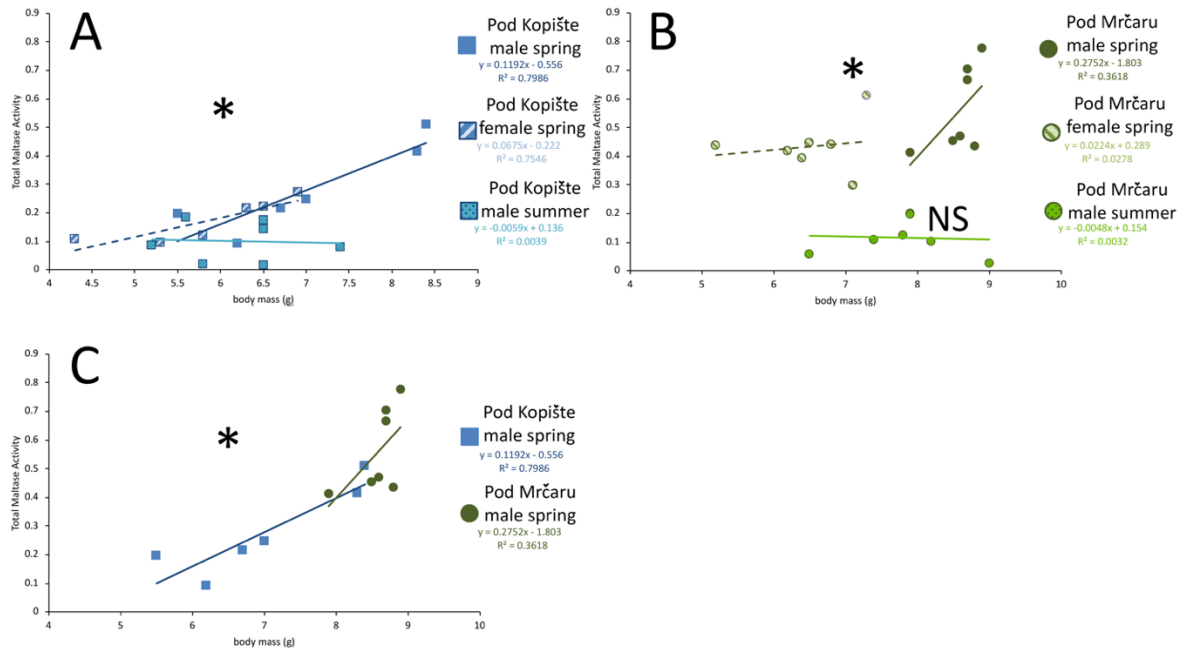 A
Total Maltase Activity
0.9
0.8
0.7
0.6
0.5
0.4
0.3
0.2
0.1
0
*
4
4.5
5
5.5
6
6.5
7
7.5
8
8.5
9
body mass (g)
Pod Kopište
male spring
y = 0.1192x - 0.556
R² = 0.7986
Pod Kopište
female spring
y = 0.0675x - 0.222
R² = 0.7546
Pod Kopište
male summer
y = -0.0059x + 0.136
R² = 0.0039
B
Total Maltase Activity
0.9
0.8
0.7
0.6
0.5
0.4
0.3
0.2
0.1
0
*
NS
4
5
6
7
8
9
10
body mass (g)
Pod Mrčaru
male spring
y = 0.2752x - 1.803
R² = 0.3618
Pod Mrčaru
female spring
y = 0.0224x + 0.289
R² = 0.0278
Pod Mrčaru
male summer
y = -0.0048x + 0.154
R² = 0.0032
C
Total Maltase Activity
0.9
0.8
0.7
0.6
0.5
0.4
0.3
0.2
0.1
0
*
4
5
6
7
8
9
10
body mass (g)
Pod Kopište
male spring
y = 0.1192x - 0.556
R² = 0.7986
Pod Mrčaru
male spring
y = 0.2752x - 1.803
R² = 0.3618